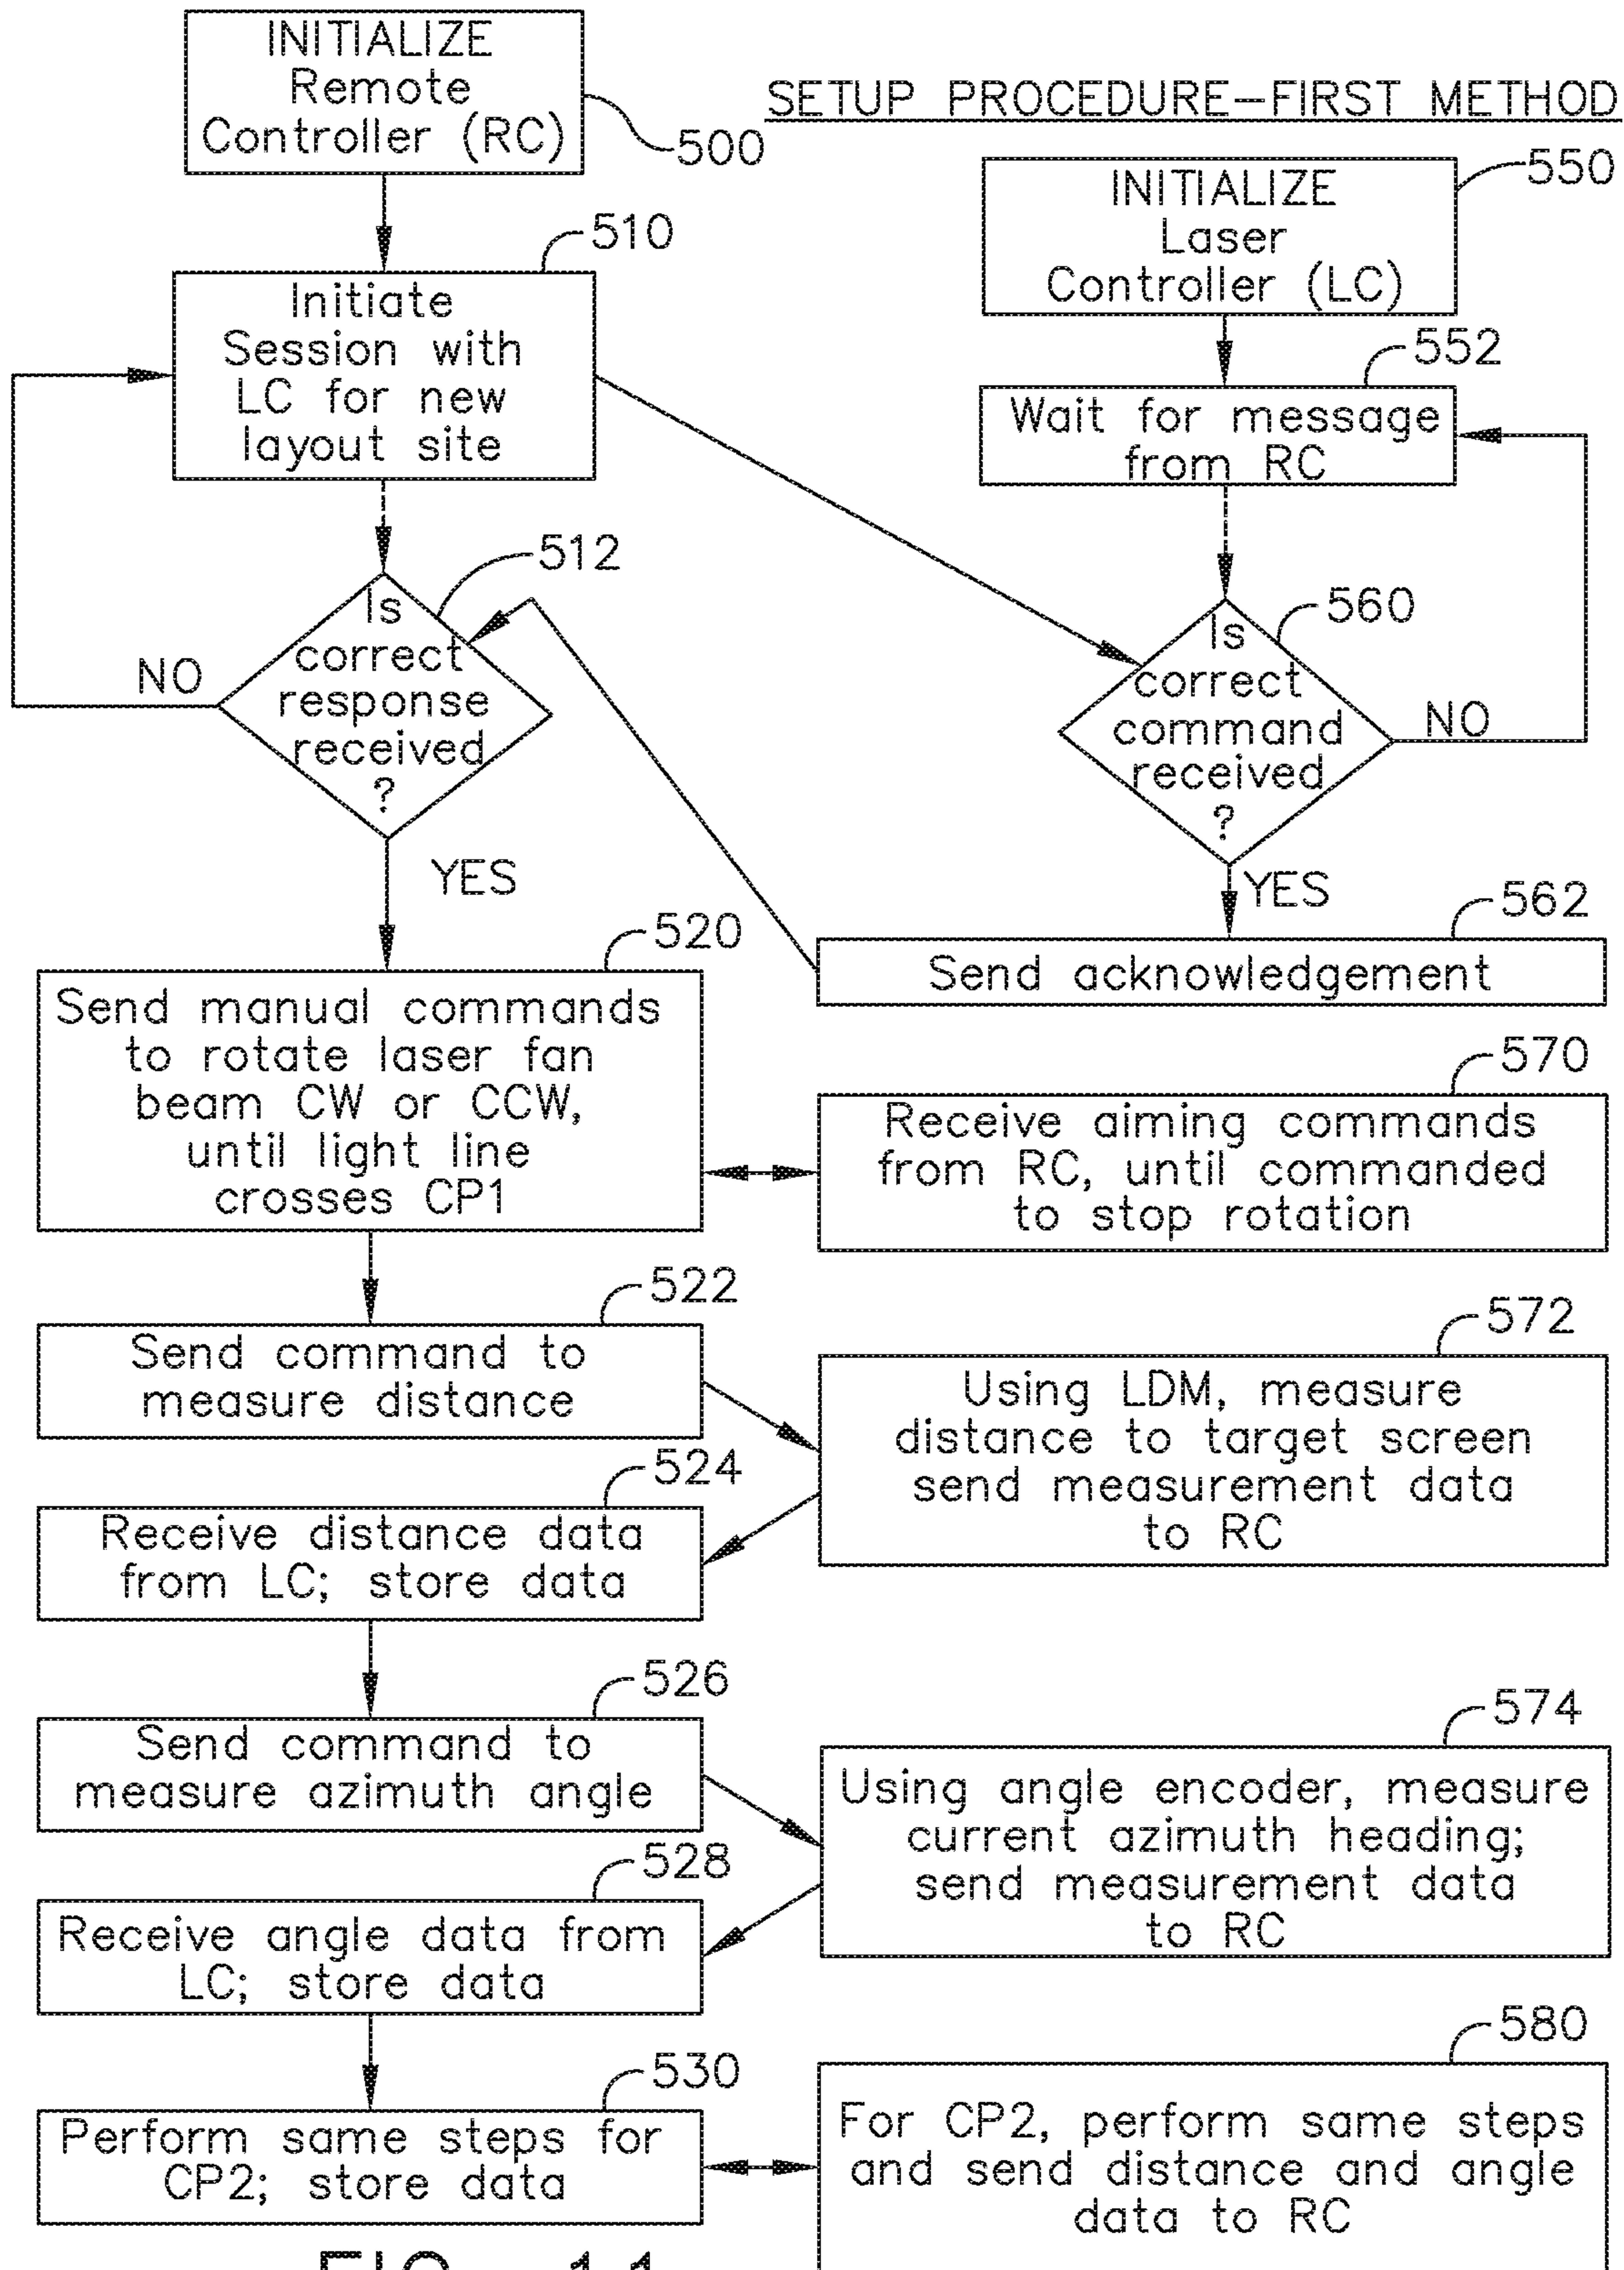 INITIALIZE
Remote
Controller (RC)
500
SETUP PROCEDURE-FIRST METHOD
550
INITIALIZE
Laser
Controller (LC)
510
Initiate
Session with
LC for new
layout site
552
Wait for message
from RC
512
Is
correct
response
received
?
NO
YES
560
Is
correct
command
received
?
NO
YES
562
Send acknowledgement
520
Send manual commands
to rotate laser fan
beam CW or CCW,
until light line
crosses CP1
570
Receive aiming commands
from RC, until commanded
to stop rotation
522
Send command to
measure distance
572
Using LDM, measure
distance to target screen
send measurement data
to RC
524
Receive distance data
from LC; store data
526
Send command to
measure azimuth angle
574
Using angle encoder, measure
current azimuth heading;
send measurement data
to RC
528
Receive angle data from
LC; store data
530
Perform same steps for
CP2; store data
580
For CP2, perform same steps
and send distance and angle
data to RC
FIG. 11